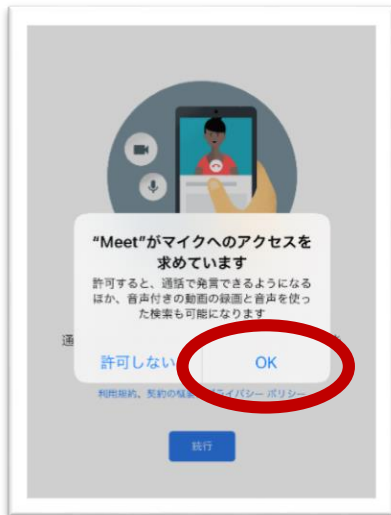 “Meet”がマイクへのアクセスを
求めています
許可すると、通話で発言できるようになる
ほか、音声付きの動画の録画と音声を使っ
た検索も可能になります
通
許可しない
OK
利用規約、契約の概要 プライバシー ポリシー
続行